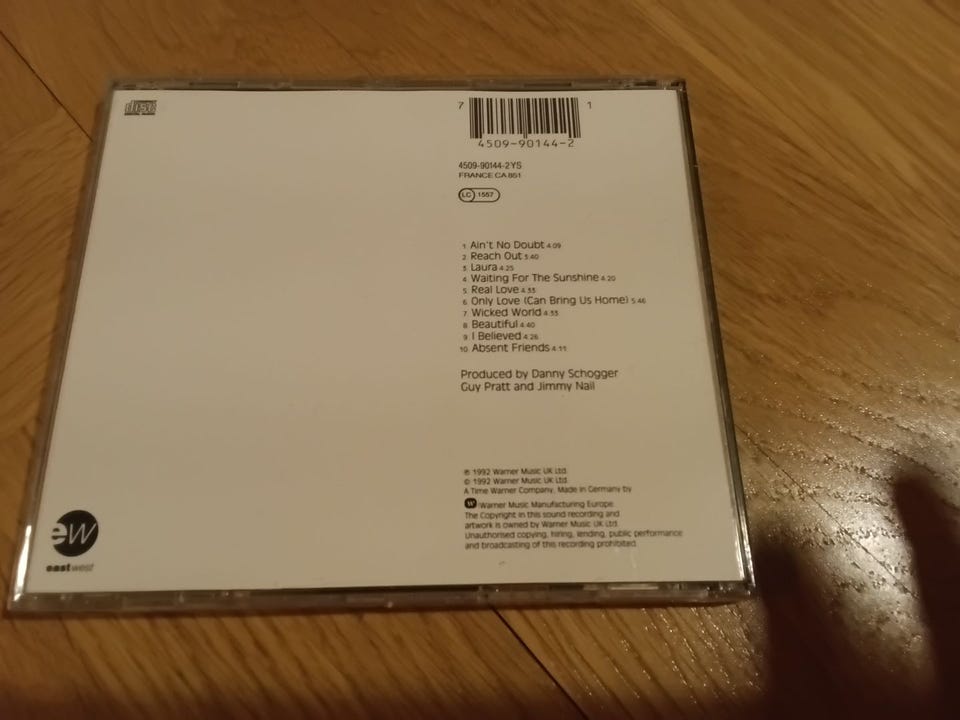 disc
7 1
4509-90144-2
4509-90144-2YS
FRANCE CA 851
LC 1557
1 Ain't No Doubt 4:09
2 Reach Out 3:40
3 Laura 4:25
4 Waiting For The Sunshine 4:20
5 Real Love 4:33
6 Only Love (Can Bring Us Home) 5:46
7 Wicked World 4:33
8 Beautiful 4:40
9 I Believed 4:26
10 Absent Friends 4:11
Produced by Danny Schogger
Guy Pratt and Jimmy Nail
℗ 1992 Warner Music UK Ltd.
© 1992 Warner Music UK Ltd.
A Time Warner Company. Made in Germany by
Warner Music Manufacturing Europe
The Copyright in this sound recording and
artwork is owned by Warner Music UK Ltd.
Unauthorised copying, hiring, lending, public performance
and broadcasting of this recording prohibited.
ew
eastwest